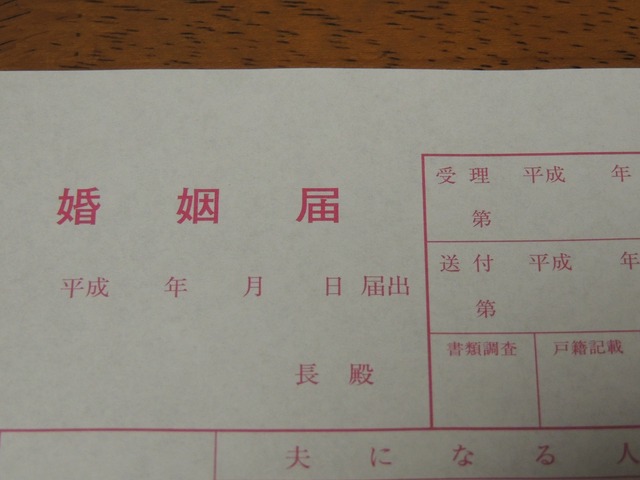 婚姻届
平成 年 月 日 届出
長 殿
受理 平成 年
第
送付 平成 年
第
書類調査 戸籍記載
夫になる人